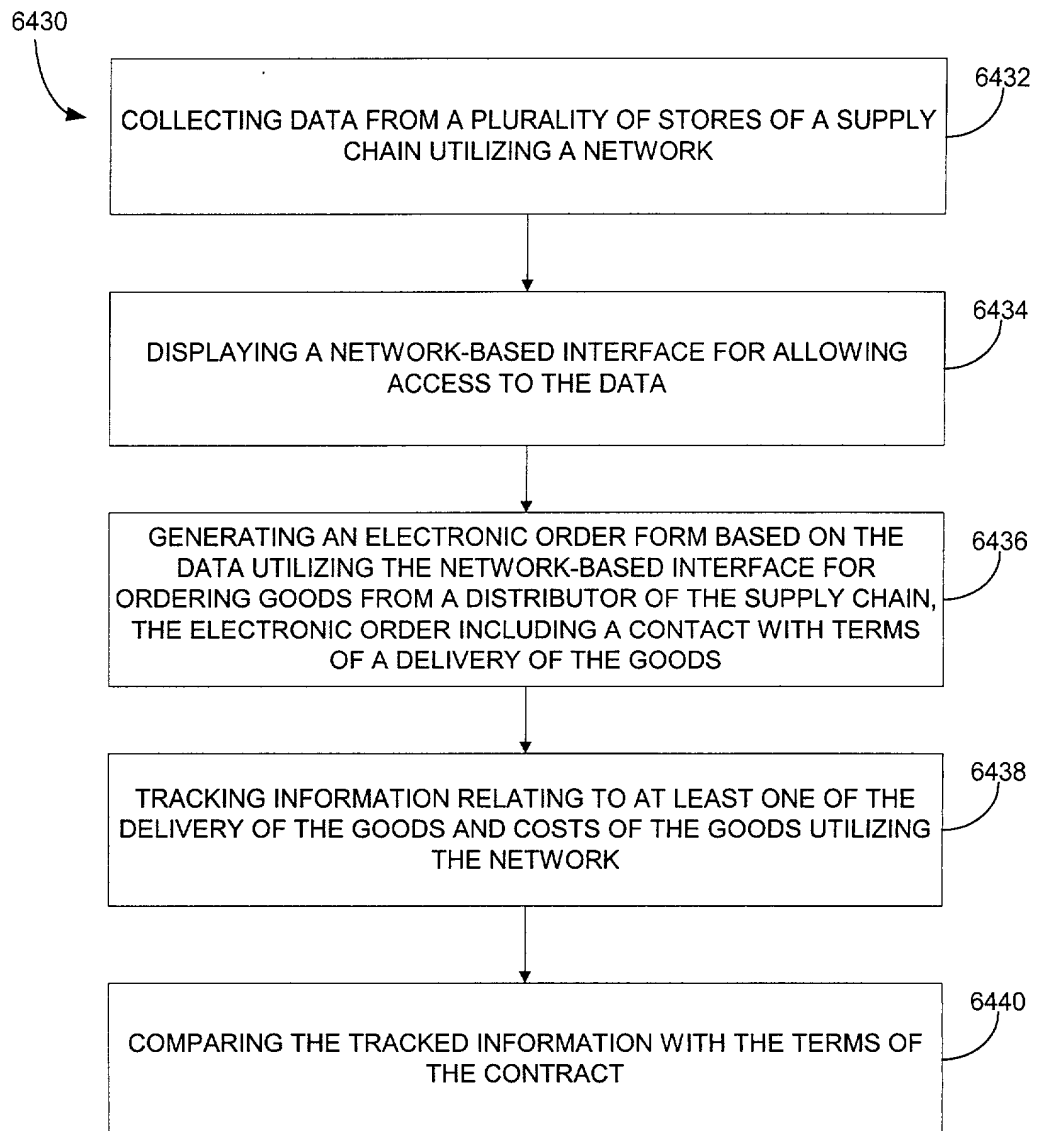 6430
6432
COLLECTING DATA FROM A PLURALITY OF STORES OF A SUPPLY
CHAIN UTILIZING A NETWORK
6434
DISPLAYING A NETWORK-BASED INTERFACE FOR ALLOWING
ACCESS TO THE DATA
6436
GENERATING AN ELECTRONIC ORDER FORM BASED ON THE
DATA UTILIZING THE NETWORK-BASED INTERFACE FOR
ORDERING GOODS FROM A DISTRIBUTOR OF THE SUPPLY CHAIN,
THE ELECTRONIC ORDER INCLUDING A CONTACT WITH TERMS
OF A DELIVERY OF THE GOODS
6438
TRACKING INFORMATION RELATING TO AT LEAST ONE OF THE
DELIVERY OF THE GOODS AND COSTS OF THE GOODS UTILIZING
THE NETWORK
6440
COMPARING THE TRACKED INFORMATION WITH THE TERMS OF
THE CONTRACT